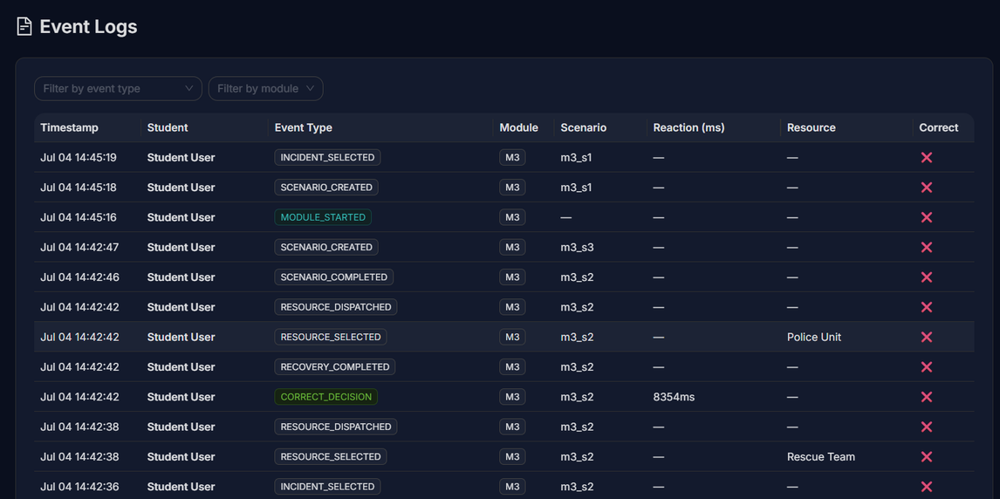 Event Logs
Filter by event type Filter by module
Timestamp Student Event Type Module Scenario Reaction (ms) Resource Correct
Jul 04 14:45:19 Student User INCIDENT_SELECTED M3 m3_s1 — —
Jul 04 14:45:18 Student User SCENARIO_CREATED M3 m3_s1 — —
Jul 04 14:45:16 Student User MODULE_STARTED M3 — — —
Jul 04 14:42:47 Student User SCENARIO_CREATED M3 m3_s3 — —
Jul 04 14:42:46 Student User SCENARIO_COMPLETED M3 m3_s2 — —
Jul 04 14:42:42 Student User RESOURCE_DISPATCHED M3 m3_s2 — —
Jul 04 14:42:42 Student User RESOURCE_SELECTED M3 m3_s2 — Police Unit
Jul 04 14:42:42 Student User RECOVERY_COMPLETED M3 m3_s2 — —
Jul 04 14:42:42 Student User CORRECT_DECISION M3 m3_s2 8354ms —
Jul 04 14:42:38 Student User RESOURCE_DISPATCHED M3 m3_s2 — —
Jul 04 14:42:38 Student User RESOURCE_SELECTED M3 m3_s2 — Rescue Team
Jul 04 14:42:36 Student User INCIDENT_SELECTED M3 m3_s2 — —